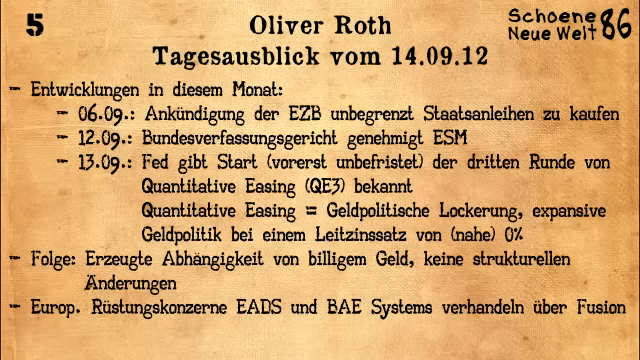 5
Oliver Roth
Schoene
Neue Welt 86
Tagesausblick vom 14.09.12
- Entwicklungen in diesem Monat:
- 06.09.: Ankündigung der EZB unbegrenzt Staatsanleihen zu kaufen
- 12.09.: Bundesverfassungsgericht genehmigt ESM
- 13.09.: Fed gibt Start (vorerst unbefristet) der dritten Runde von
Quantitative Easing (QE3) bekannt
Quantitative Easing = Geldpolitische Lockerung, expansive
Geldpolitik bei einem Leitzinssatz von (nahe) 0%
- Folge: Erzeugte Abhängigkeit von billigem Geld, keine strukturellen
Änderungen
- Europ. Rüstungskonzerne EADS und BAE Systems verhandeln über Fusion